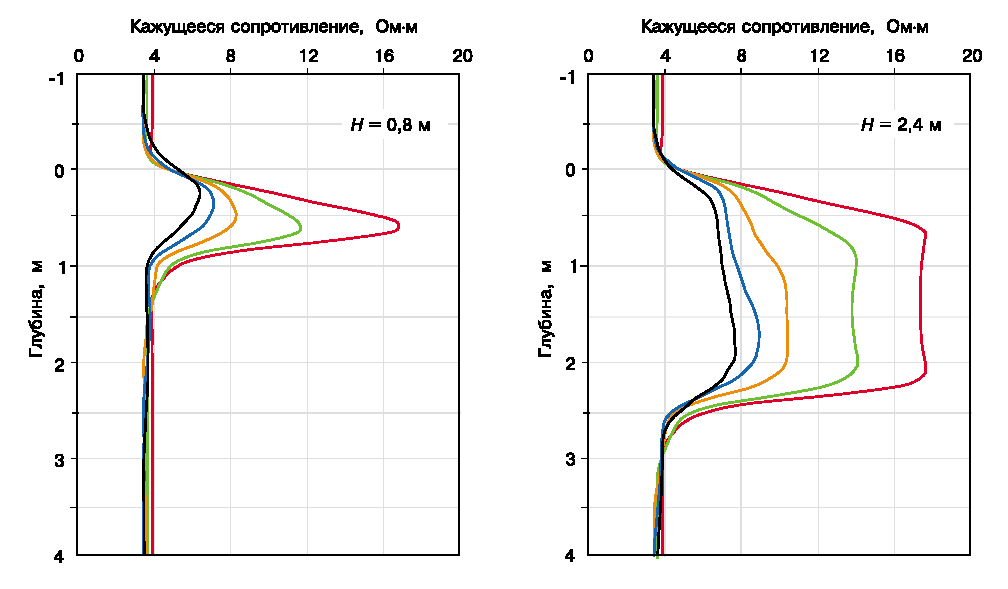 Кажущееся сопротивление, Ом·м
0 4 8 12 16 20
-1
H = 0,8 м
0
1
2
3
4
Глубина, м
Кажущееся сопротивление, Ом·м
0 4 8 12 16 20
-1
H = 2,4 м
0
1
2
3
4
Глубина, м